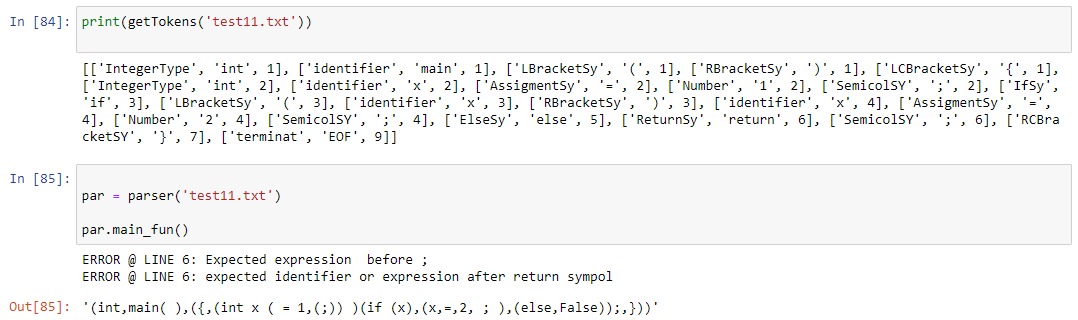 In [84]: print(getTokens('test11.txt'))
[['IntegerType', 'int', 1], ['identifier', 'main', 1], ['LBracketSy', '(', 1], ['RBracketSy', ')', 1], ['LCBracketSy', '{', 1],
['IntegerType', 'int', 2], ['identifier', 'x', 2], ['AssigmentSy', '=', 2], ['Number', '1', 2], ['SemicolSY', ';', 2], ['IfSy',
'if', 3], ['LBracketSy', '(', 3], ['identifier', 'x', 3], ['RBracketSy', ')', 3], ['identifier', 'x', 4], ['AssigmentSy', '=',
4], ['Number', '2', 4], ['SemicolSY', ';', 4], ['ElseSy', 'else', 5], ['ReturnSy', 'return', 6], ['SemicolSY', ';', 6], ['RCBra
cketSY', '}', 7], ['terminat', 'EOF', 9]]
In [85]:
par = parser('test11.txt')
par.main_fun()
ERROR @ LINE 6: Expected expression  before ;
ERROR @ LINE 6: expected identifier or expression after return sympol
Out[85]: '(int,main( ),({,(int x ( = 1,(;)) )(if (x),(x,=,2, ; ),(else,False));,}))'